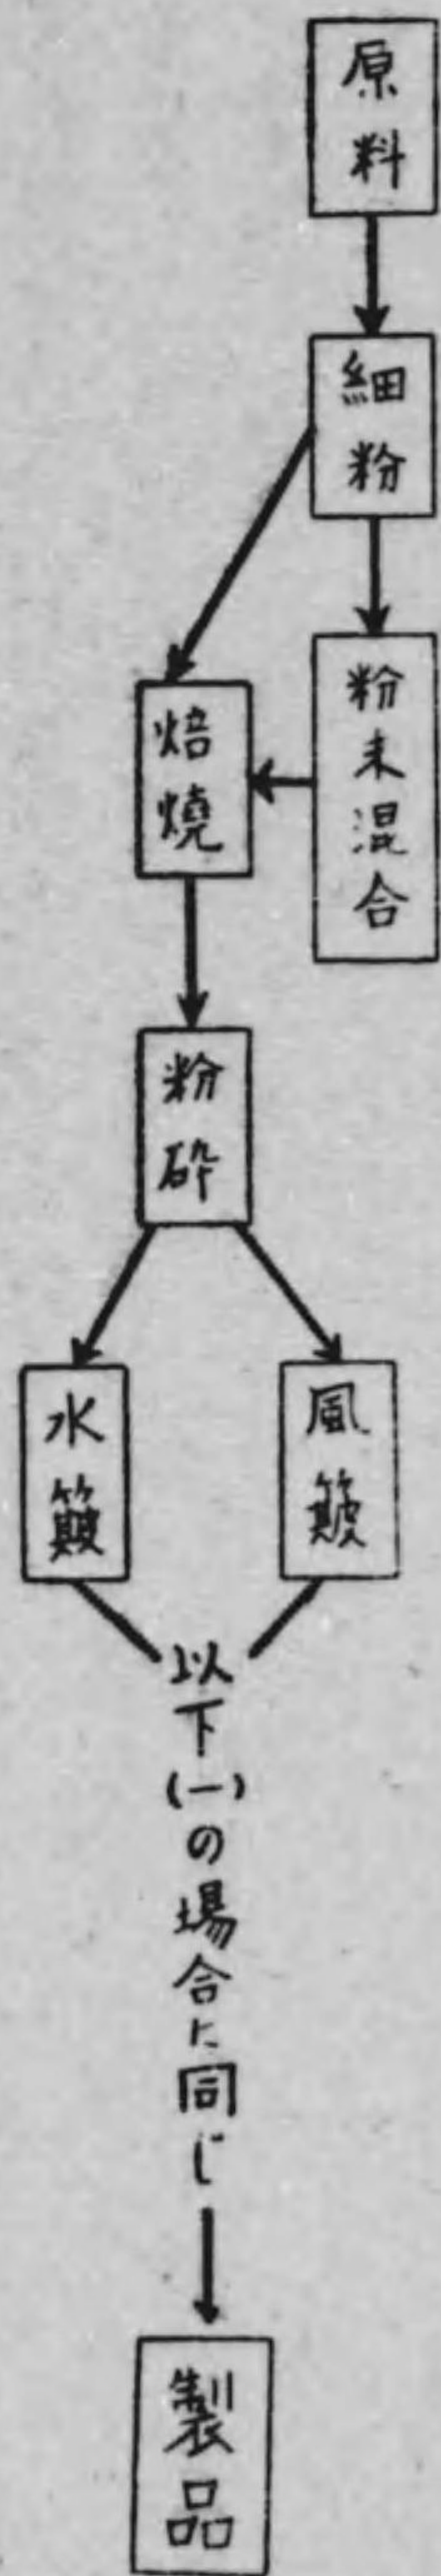 原料
細粉
粉末混合
焙燒
粉砕
風簸
水簸
以下(一)の場合に同じ
製品